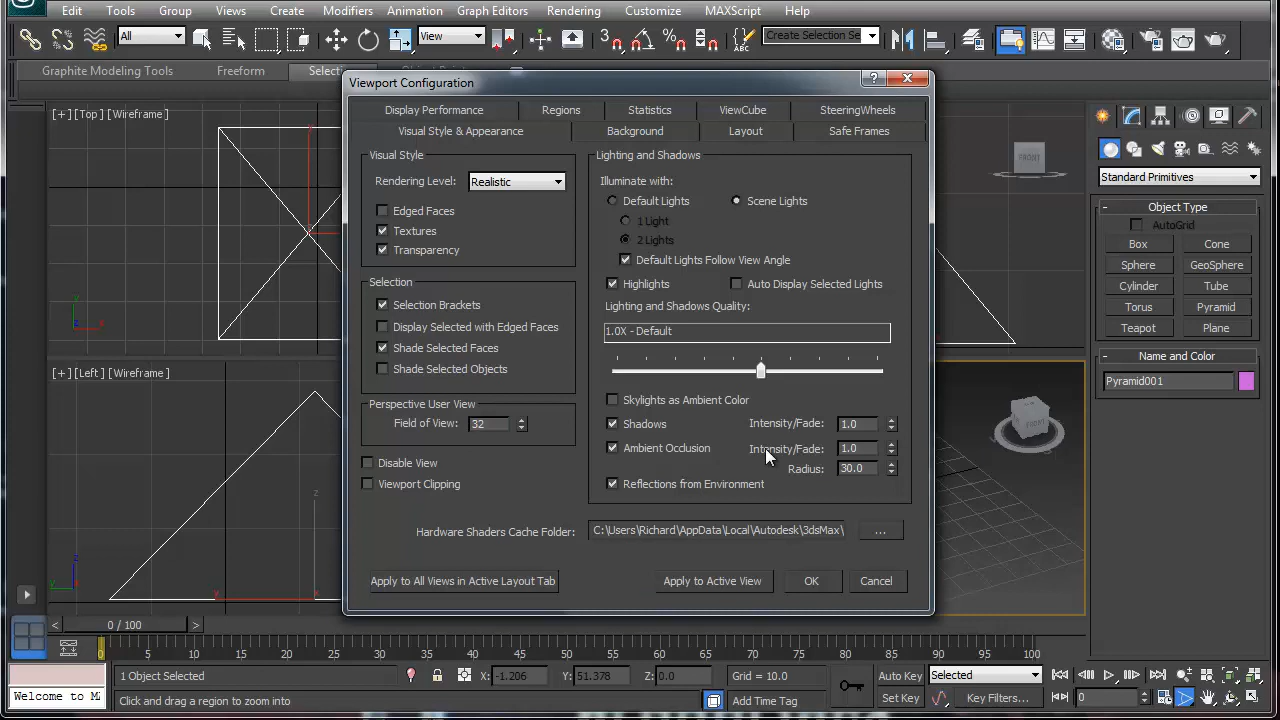 Edit Tools Group Views Create Modifiers Animation Graph Editors Rendering Customize MAXScript Help
All View Create Selection Se
Graphite Modeling Tools Freeform
Viewport Configuration
Display Performance Regions Statistics ViewCube SteeringWheels
Visual Style & Appearance Background Layout Safe Frames
Visual Style
Rendering Level: Realistic
Edged Faces
Textures
Transparency
Selection
Selection Brackets
Display Selected with Edged Faces
Shade Selected Faces
Shade Selected Objects
Perspective User View
Field of View: 32
Disable View
Viewport Clipping
Lighting and Shadows
Illuminate with:
Default Lights Scene Lights
1 Light
2 Lights
Default Lights Follow View Angle
Highlights Auto Display Selected Lights
Lighting and Shadows Quality:
1.0X - Default
Skylights as Ambient Color
Shadows Intensity/Fade: 1.0
Ambient Occlusion Intensity/Fade: 1.0
Radius: 30.0
Reflections from Environment
Hardware Shaders Cache Folder: C:\Users\Richard\AppData\Local\Autodesk\3dsMax\ ...
Apply to All Views in Active Layout Tab Apply to Active View OK Cancel
[+] [Top] [Wireframe]
y
y
z x
FRONT
[+] [Left] [Wireframe]
z
z
y
y x
FRONT
Standard Primitives
Object Type
AutoGrid
Box Cone
Sphere GeoSphere
Cylinder Tube
Torus Pyramid
Teapot Plane
Name and Color
Pyramid001
< 0 / 100 >
0 5 10 15 20 25 30 35 40 45 50 55 60 65 70 75 80 85 90 95 100
1 Object Selected X: -1.206 Y: 51.378 Z: 0.0 Grid = 10.0 Auto Key Selected
Welcome to MA Click and drag a region to zoom into Add Time Tag Set Key Key Filters... 0